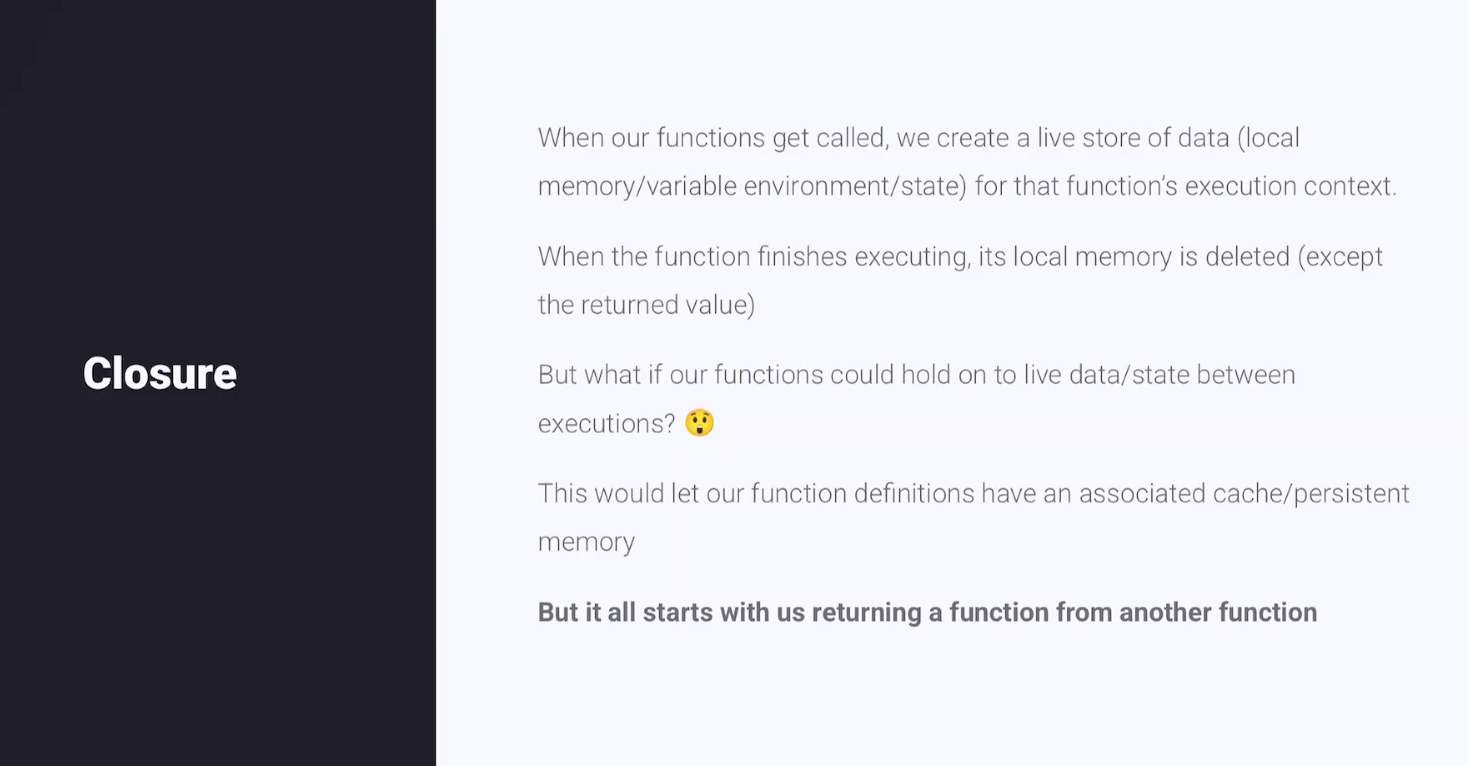 Closure
When our functions get called, we create a live store of data (local
memory/variable environment/state) for that function’s execution context.
When the function finishes executing, its local memory is deleted (except
the returned value)
But what if our functions could hold on to live data/state between
executions? 😲
This would let our function definitions have an associated cache/persistent
memory
But it all starts with us returning a function from another function